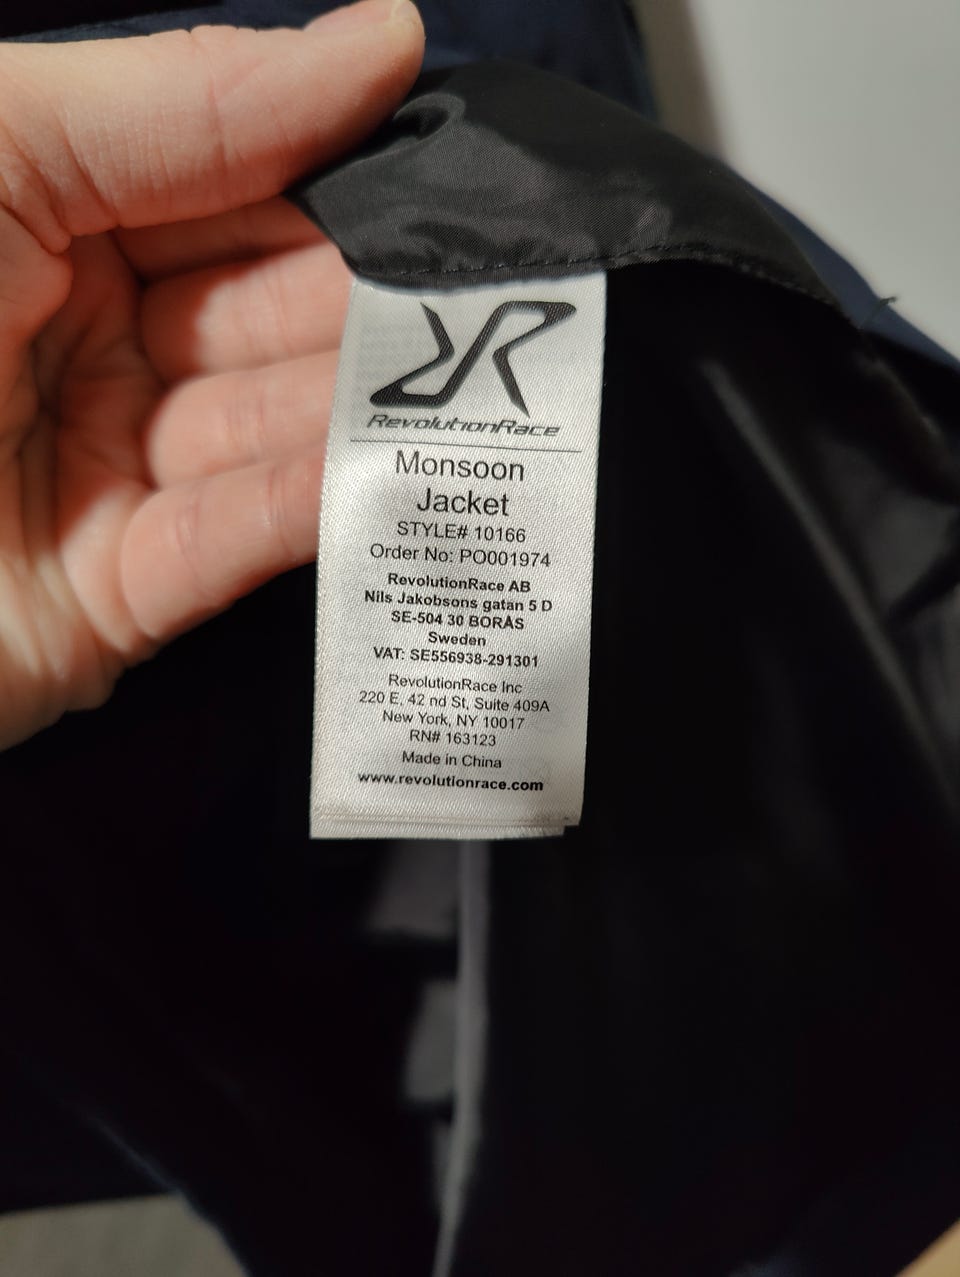 RevolutionRace
Monsoon
Jacket
STYLE# 10166
Order No: PO001974
RevolutionRace AB
Nils Jakobsons gatan 5 D
SE-504 30 BORÅS
Sweden
VAT: SE556938-291301
RevolutionRace Inc
220 E, 42 nd St, Suite 409A
New York, NY 10017
RN# 163123
Made in China
www.revolutionrace.com